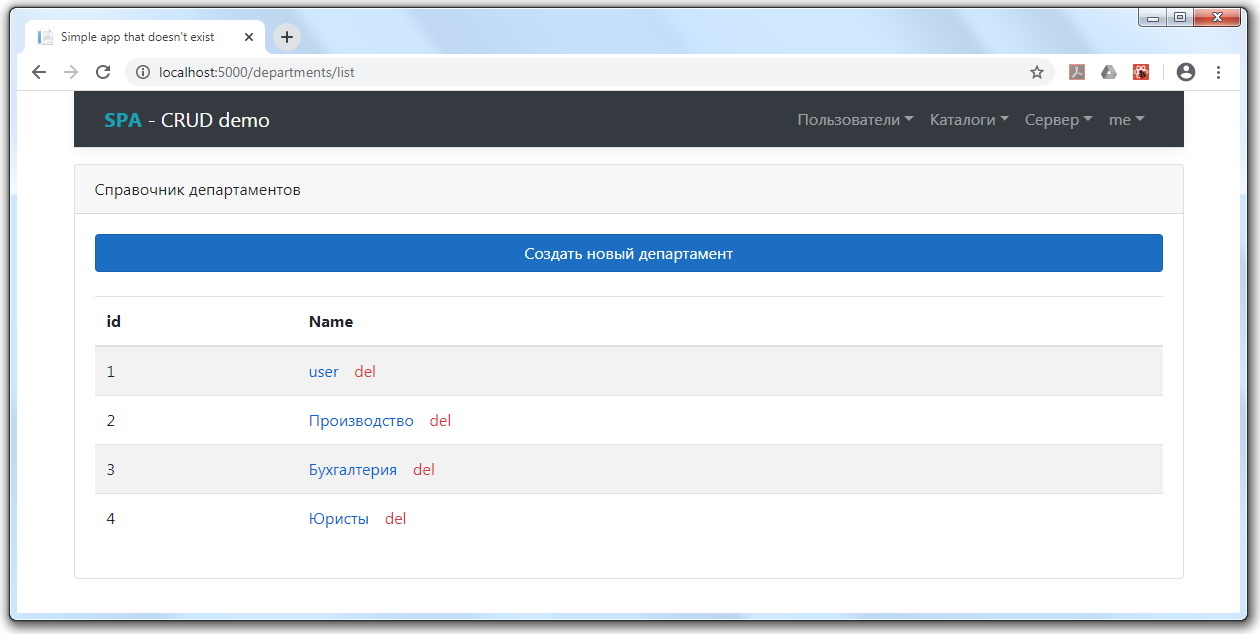 Simple app that doesn't exist
localhost:5000/departments/list
SPA - CRUD demo Пользователи Каталоги Сервер me
Справочник департаментов
Создать новый департамент
id Name
1 user del
2 Производство del
3 Бухгалтерия del
4 Юристы del